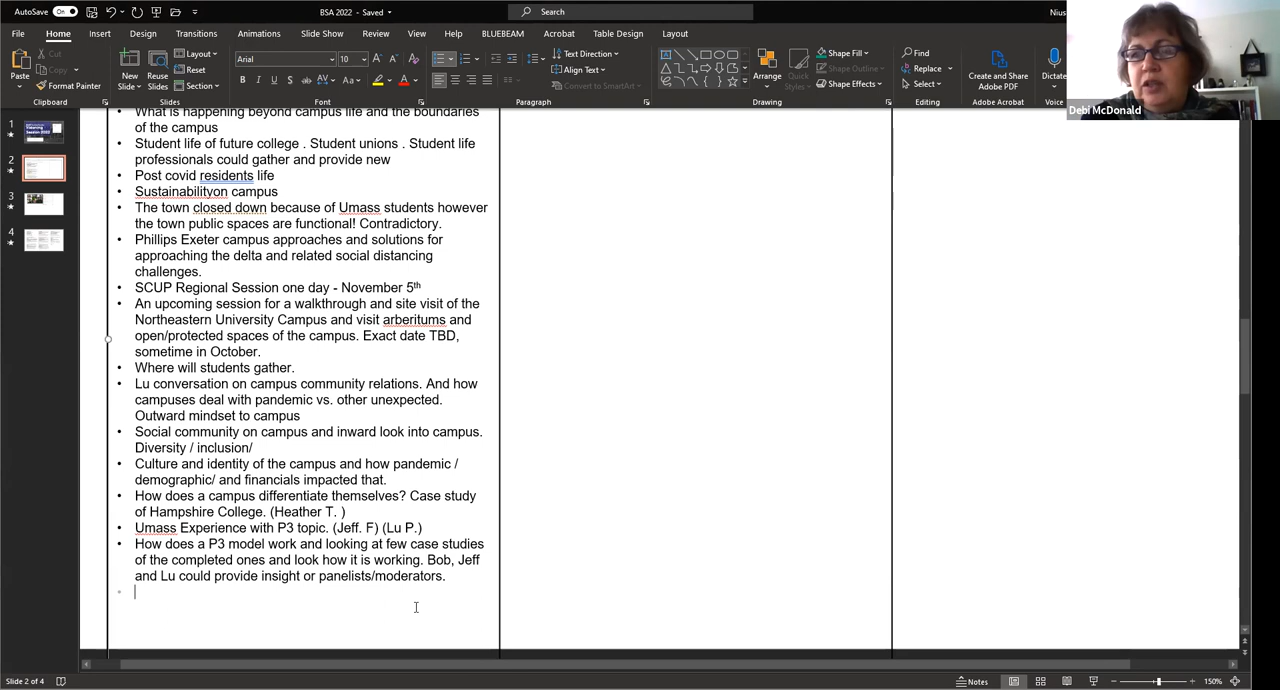 AutoSave On BSA 2022 - Saved Search Nius
File Home Insert Design Transitions Animations Slide Show Review View Help BLUEBEAM Acrobat Table Design Layout
Paste Cut Copy Format Painter Clipboard
New Slide Reuse Slides Layout Reset Section Slides
Arial 10 Font
Text Direction Align Text Convert to SmartArt Paragraph
Arrange Quick Styles Shape Fill Shape Outline Shape Effects Drawing
Find Replace Select Editing
Create and Share Adobe PDF Adobe Acrobat
Dictate Voice
Debi McDonald
1
2
3
4
• What is happening beyond campus life and the boundaries
of the campus
• Student life of future college . Student unions . Student life
professionals could gather and provide new
• Post covid residents life
• Sustainabilityon campus
• The town closed down because of Umass students however
the town public spaces are functional! Contradictory.
• Phillips Exeter campus approaches and solutions for
approaching the delta and related social distancing
challenges.
• SCUP Regional Session one day - November 5th
• An upcoming session for a walkthrough and site visit of the
Northeastern University Campus and visit arberitums and
open/protected spaces of the campus. Exact date TBD,
sometime in October.
• Where will students gather.
• Lu conversation on campus community relations. And how
campuses deal with pandemic vs. other unexpected.
Outward mindset to campus
• Social community on campus and inward look into campus.
Diversity / inclusion/
• Culture and identity of the campus and how pandemic /
demographic/ and financials impacted that.
• How does a campus differentiate themselves? Case study
of Hampshire College. (Heather T. )
• Umass Experience with P3 topic. (Jeff. F) (Lu P.)
• How does a P3 model work and looking at few case studies
of the completed ones and look how it is working. Bob, Jeff
and Lu could provide insight or panelists/moderators.
Slide 2 of 4 Notes 150%